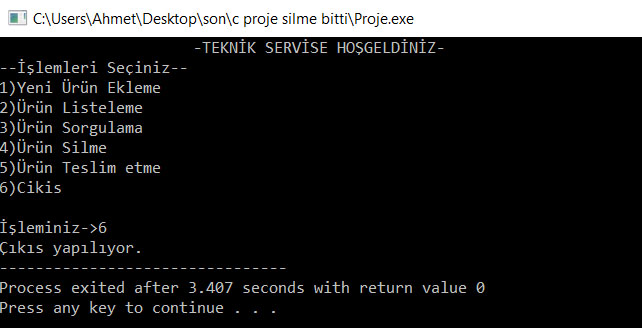 C:\Users\Ahmet\Desktop\son\c proje silme bitti\Proje.exe
-TEKNİK SERVİSE HOŞGELDİNİZ-
--İşlemleri Seçiniz--
1)Yeni Ürün Ekleme
2)Ürün Listeleme
3)Ürün Sorgulama
4)Ürün Silme
5)Ürün Teslim etme
6)Cikis
İşleminiz->6
Çıkıs yapılıyor.
--------------------------------
Process exited after 3.407 seconds with return value 0
Press any key to continue . . .